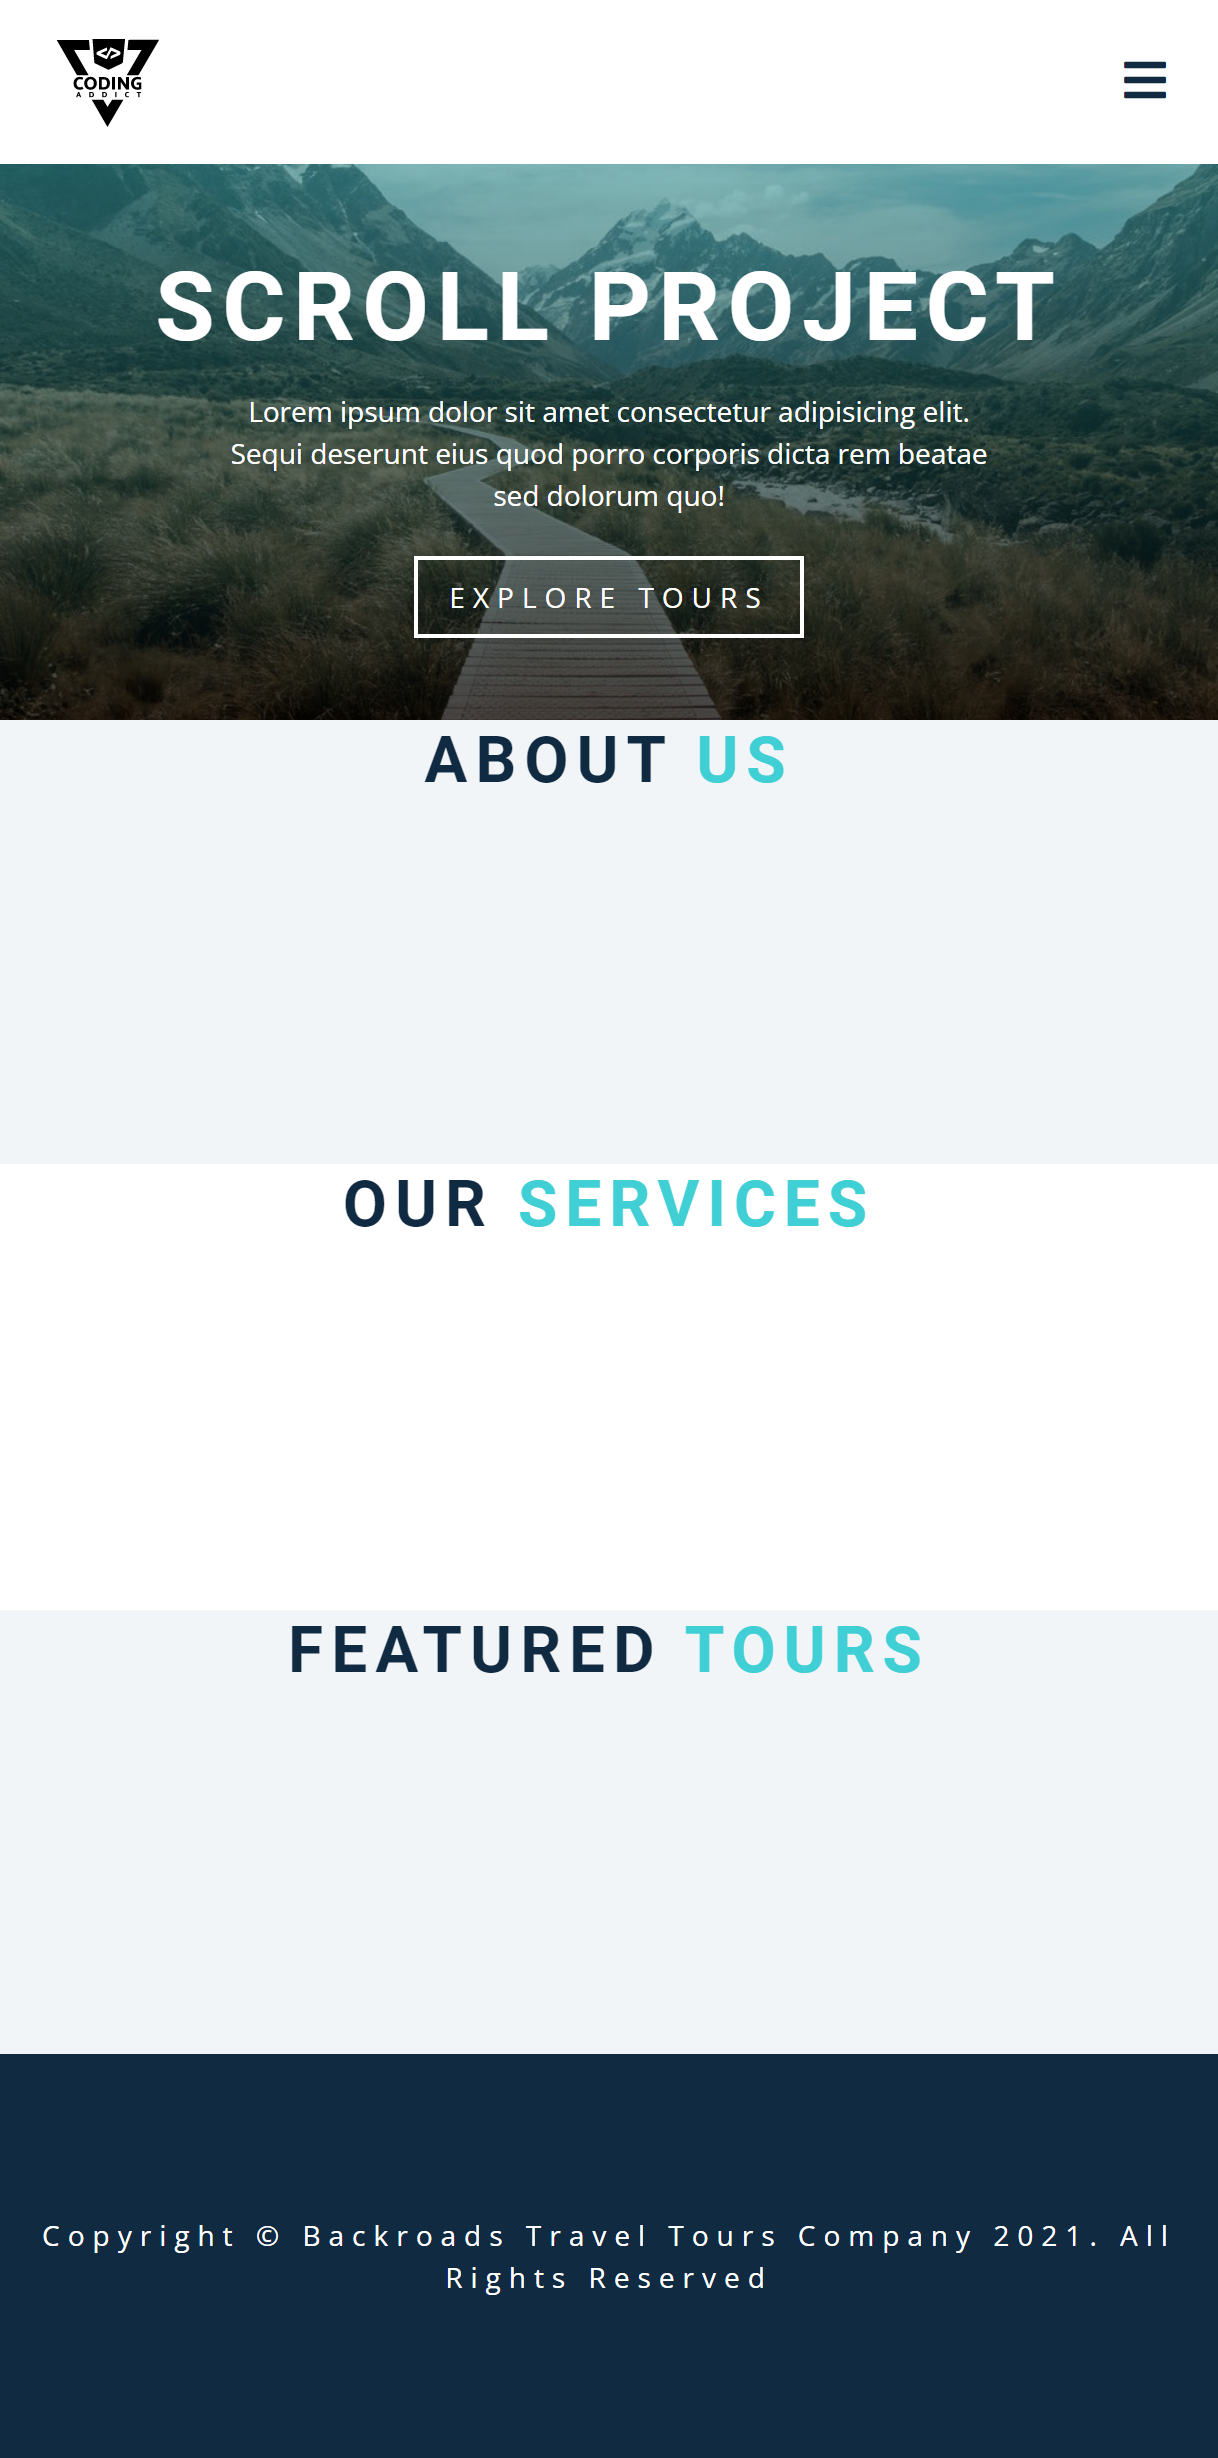 CODING
ADDICT
SCROLL PROJECT
Lorem ipsum dolor sit amet consectetur adipisicing elit.
Sequi deserunt eius quod porro corporis dicta rem beatae
sed dolorum quo!
EXPLORE TOURS
ABOUT US
OUR SERVICES
FEATURED TOURS
Copyright © Backroads Travel Tours Company 2021. All
Rights Reserved